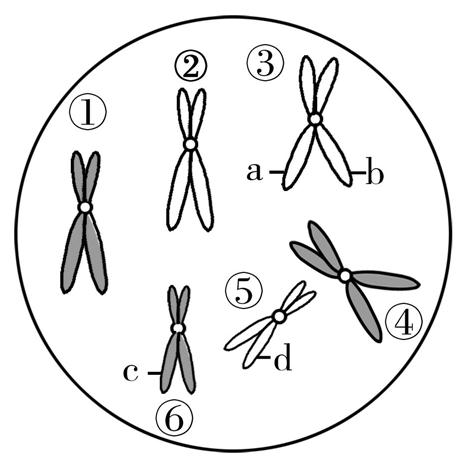 ②
③
①
a
b
⑤
④
d
c
⑥